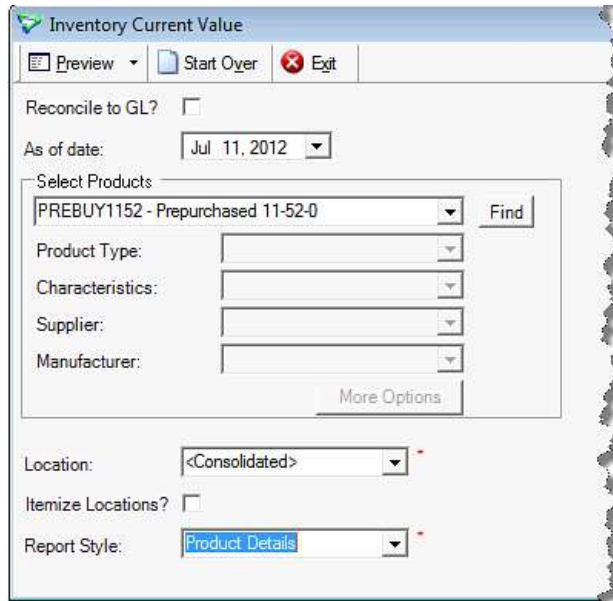 Inventory Current Value
Preview Start Over Exit
Reconcile to GL?
As of date: Jul 11, 2012
Select Products
PREBUY1152 - Prepurchased 11-52-0 Find
Product Type:
Characteristics:
Supplier:
Manufacturer:
More Options
Location: <Consolidated> *
Itemize Locations?
Report Style: Product Details *